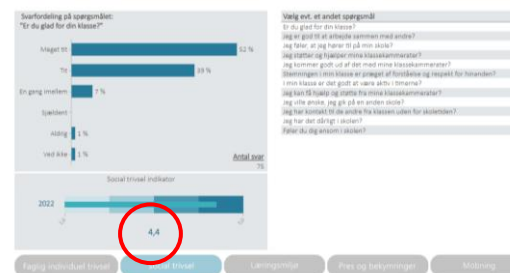 Svarfordeling på spørgsmålet:
"Er du glad for din klasse?"
Meget tit
52 %
Tit
39 %
En gang imellem
7 %
Sjældent
Aldrig
1 %
Ved ikke
1 %
Antal svar
75
Vælg evt. et andet spørgsmål
Er du glad for din klasse?
Jeg er god til at arbejde sammen med andre?
Jeg føler, at jeg hører til på min skole?
Jeg støtter og hjælper mine klassekammerater?
Jeg kommer godt ud af det med mine klassekammerater?
Stemningen i min klasse er præget af forståelse og respekt for hinanden?
I min klasse er det godt at være aktiv i timerne?
Jeg kan få hjælp og støtte fra mine klassekammerater?
Jeg ville ønske, jeg gik på en anden skole?
Jeg har kontakt til de andre fra klassen uden for skoletiden?
Jeg har det dårligt i skolen?
Føler du dig ensom i skolen?
Social trivsel indikator
2022
4,4
Faglig individuel trivsel
Social trivsel
Læringsmiljø
Pres og bekymringer
Mobning